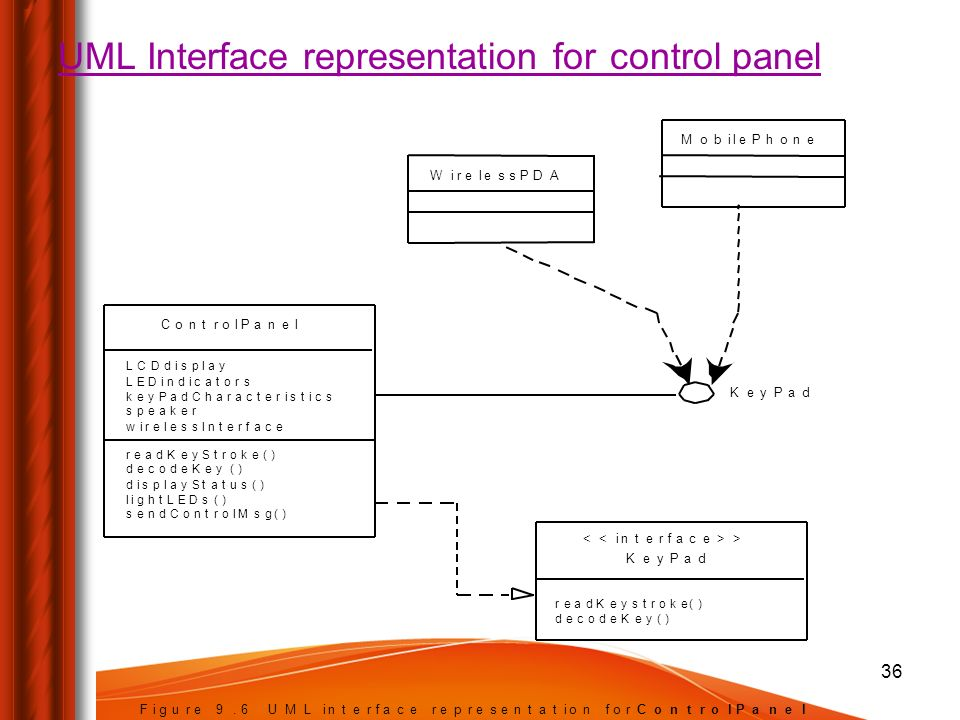 UML Interface representation for control panel
MobilePhone
WirelessPDA
ControlPanel
LCDdisplay
LEDindicators
keyPadCharacteristics
speaker
wirelessInterface
readKeyStroke()
decodeKey ()
displayStatus()
lightLEDs ()
sendControlMsg()
KeyPad
<<interface>>
KeyPad
readKeystroke()
decodeKey()
36
Figure 9.6 UML interface representation for ControlPanel